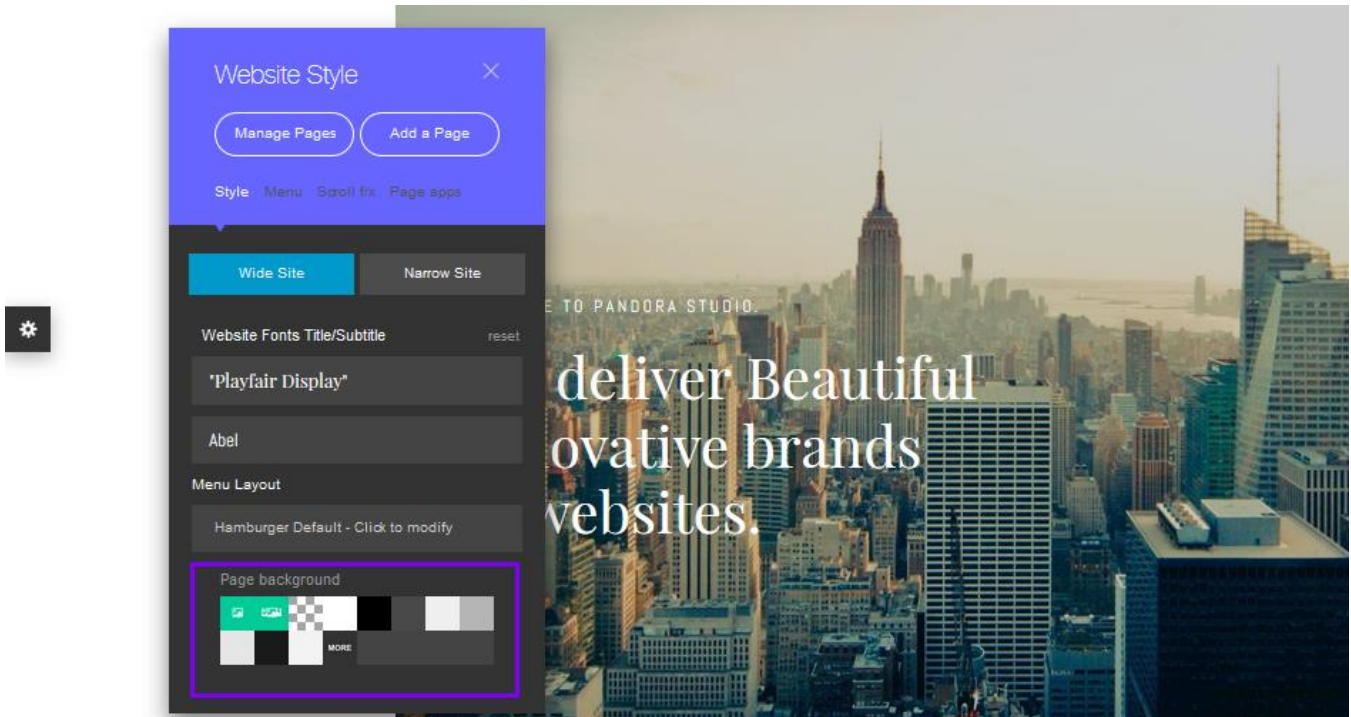 Website Style
Manage Pages Add a Page
Style Menu Scroll fix Page apps
Wide Site Narrow Site
Website Fonts Title/Subtitle reset
"Playfair Display"
Abel
Menu Layout
Hamburger Default - Click to modify
Page background
MORE
E TO PANDORA STUDIO.
deliver Beautiful
ovative brands
websites.